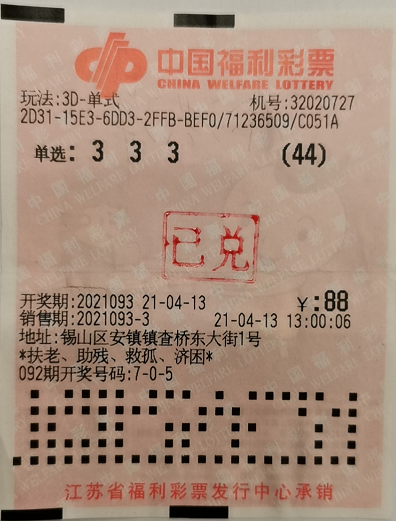 中国福利彩票
CHINA WELFARE LOTTERY
玩法:3D-单式 机号:32020727
2D31-15E3-6DD3-2FFB-BEF0/71236509/C051A
单选: 3 3 3 (44)
已兑
开奖期:2021093 21-04-13 ¥:88
销售期:2021093-3 21-04-13 13:00:06
地址:锡山区安镇镇查桥东大街1号
*扶老、助残、救孤、济困*
092期开奖号码:7-0-5
江苏省福利彩票发行中心承销